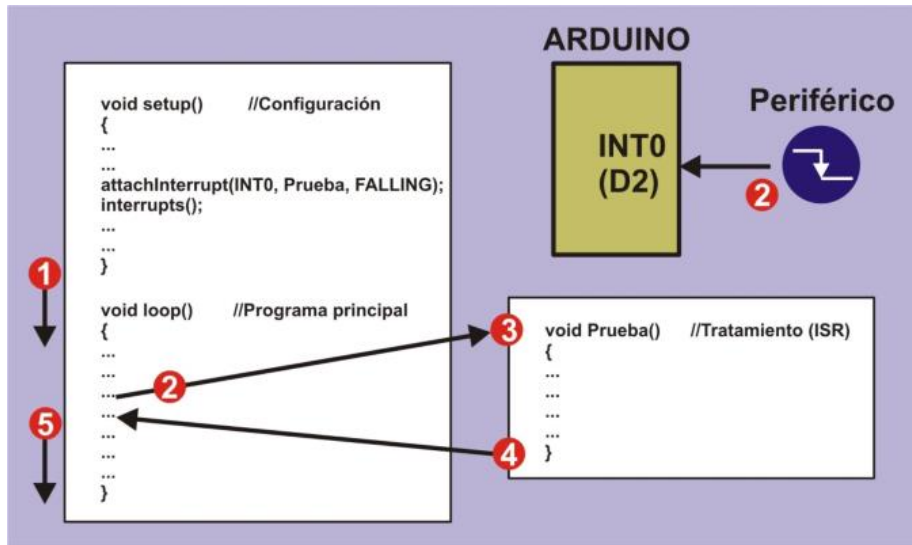 void setup() //Configuración
{
...
...
attachInterrupt(INT0, Prueba, FALLING);
interrupts();
...
...
}
1
void loop() //Programa principal
{
...
...
... 2
...
5
...
...
...
}
ARDUINO
INT0
(D2)
Periférico
2
3
void Prueba() //Tratamiento (ISR)
{
...
...
...
...
4
}